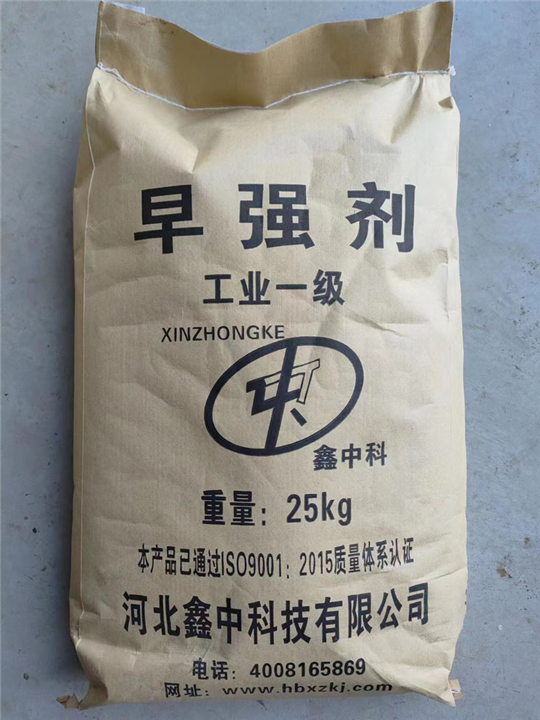 早强剂
工业一级
XINZHONGKE
鑫中科
重量：25kg
本产品已通过ISO9001：2015质量体系认证
河北鑫中科技有限公司
电话：4008165869
网址：www.hbxzkj.com